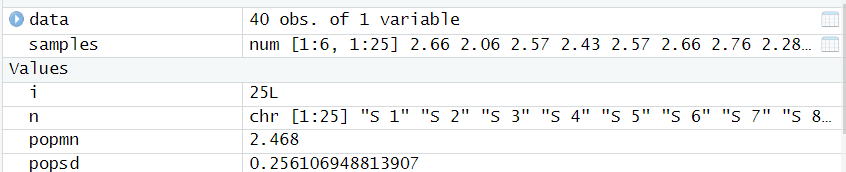 data 40 obs. of 1 variable
samples num [1:6, 1:25] 2.66 2.06 2.57 2.43 2.57 2.66 2.76 2.28…
Values
i 25L
n chr [1:25] "S 1" "S 2" "S 3" "S 4" "S 5" "S 6" "S 7" "S 8…
popmn 2.468
popsd 0.256106948813907